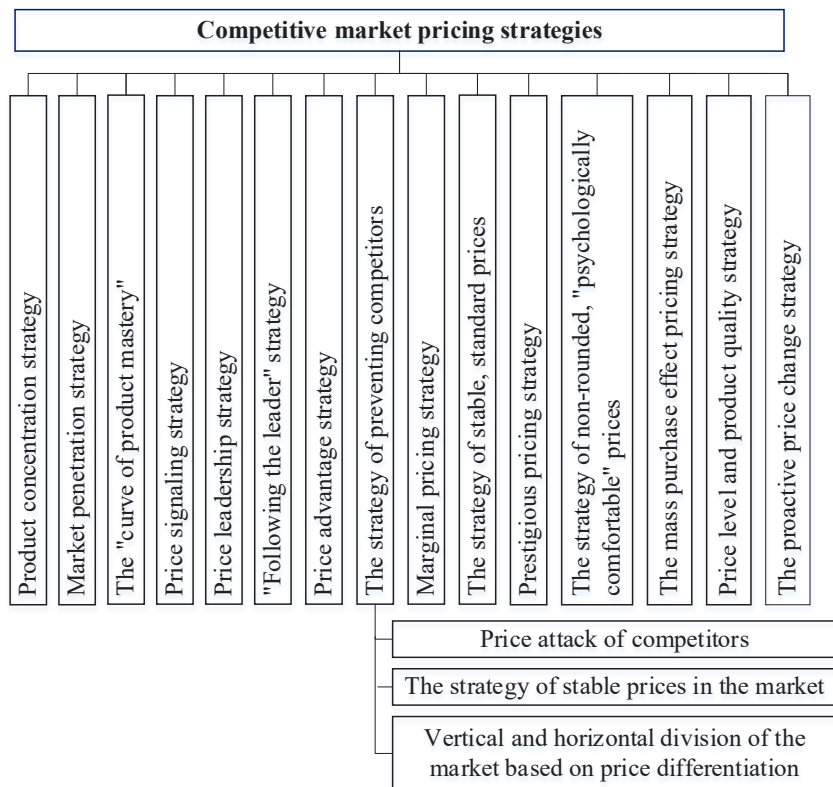 Competitive market pricing strategies
Product concentration strategy
Market penetration strategy
The "curve of product mastery"
Price signaling strategy
Price leadership strategy
"Following the leader" strategy
Price advantage strategy
The strategy of preventing competitors
Marginal pricing strategy
The strategy of stable, standard prices
Prestigious pricing strategy
The strategy of non-rounded, "psychologically
comfortable" prices
The mass purchase effect pricing strategy
Price level and product quality strategy
The proactive price change strategy
Price attack of competitors
The strategy of stable prices in the market
Vertical and horizontal division of the
market based on price differentiation